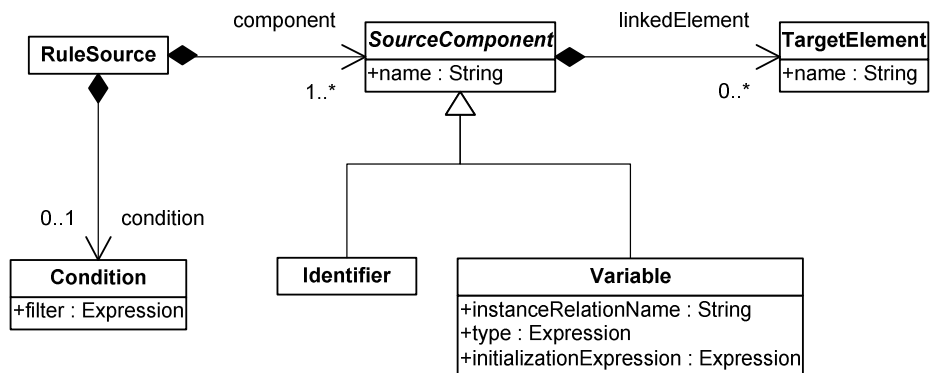 component
linkedElement
RuleSource
SourceComponent
+name : String
TargetElement
+name : String
1..*
0..*
0..1
condition
Condition
+filter : Expression
Identifier
Variable
+instanceRelationName : String
+type : Expression
+initializationExpression : Expression